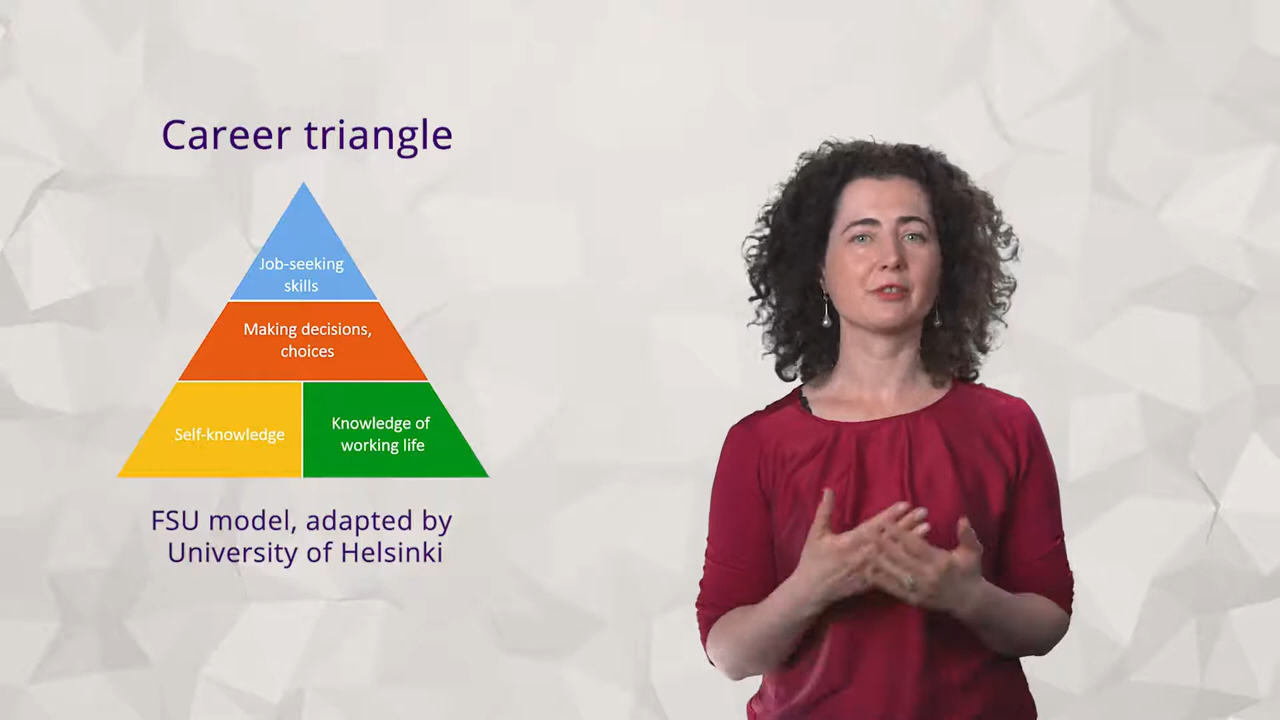 Career triangle
Job-seeking
skills
Making decisions,
choices
Self-knowledge
Knowledge of
working life
FSU model, adapted by
University of Helsinki